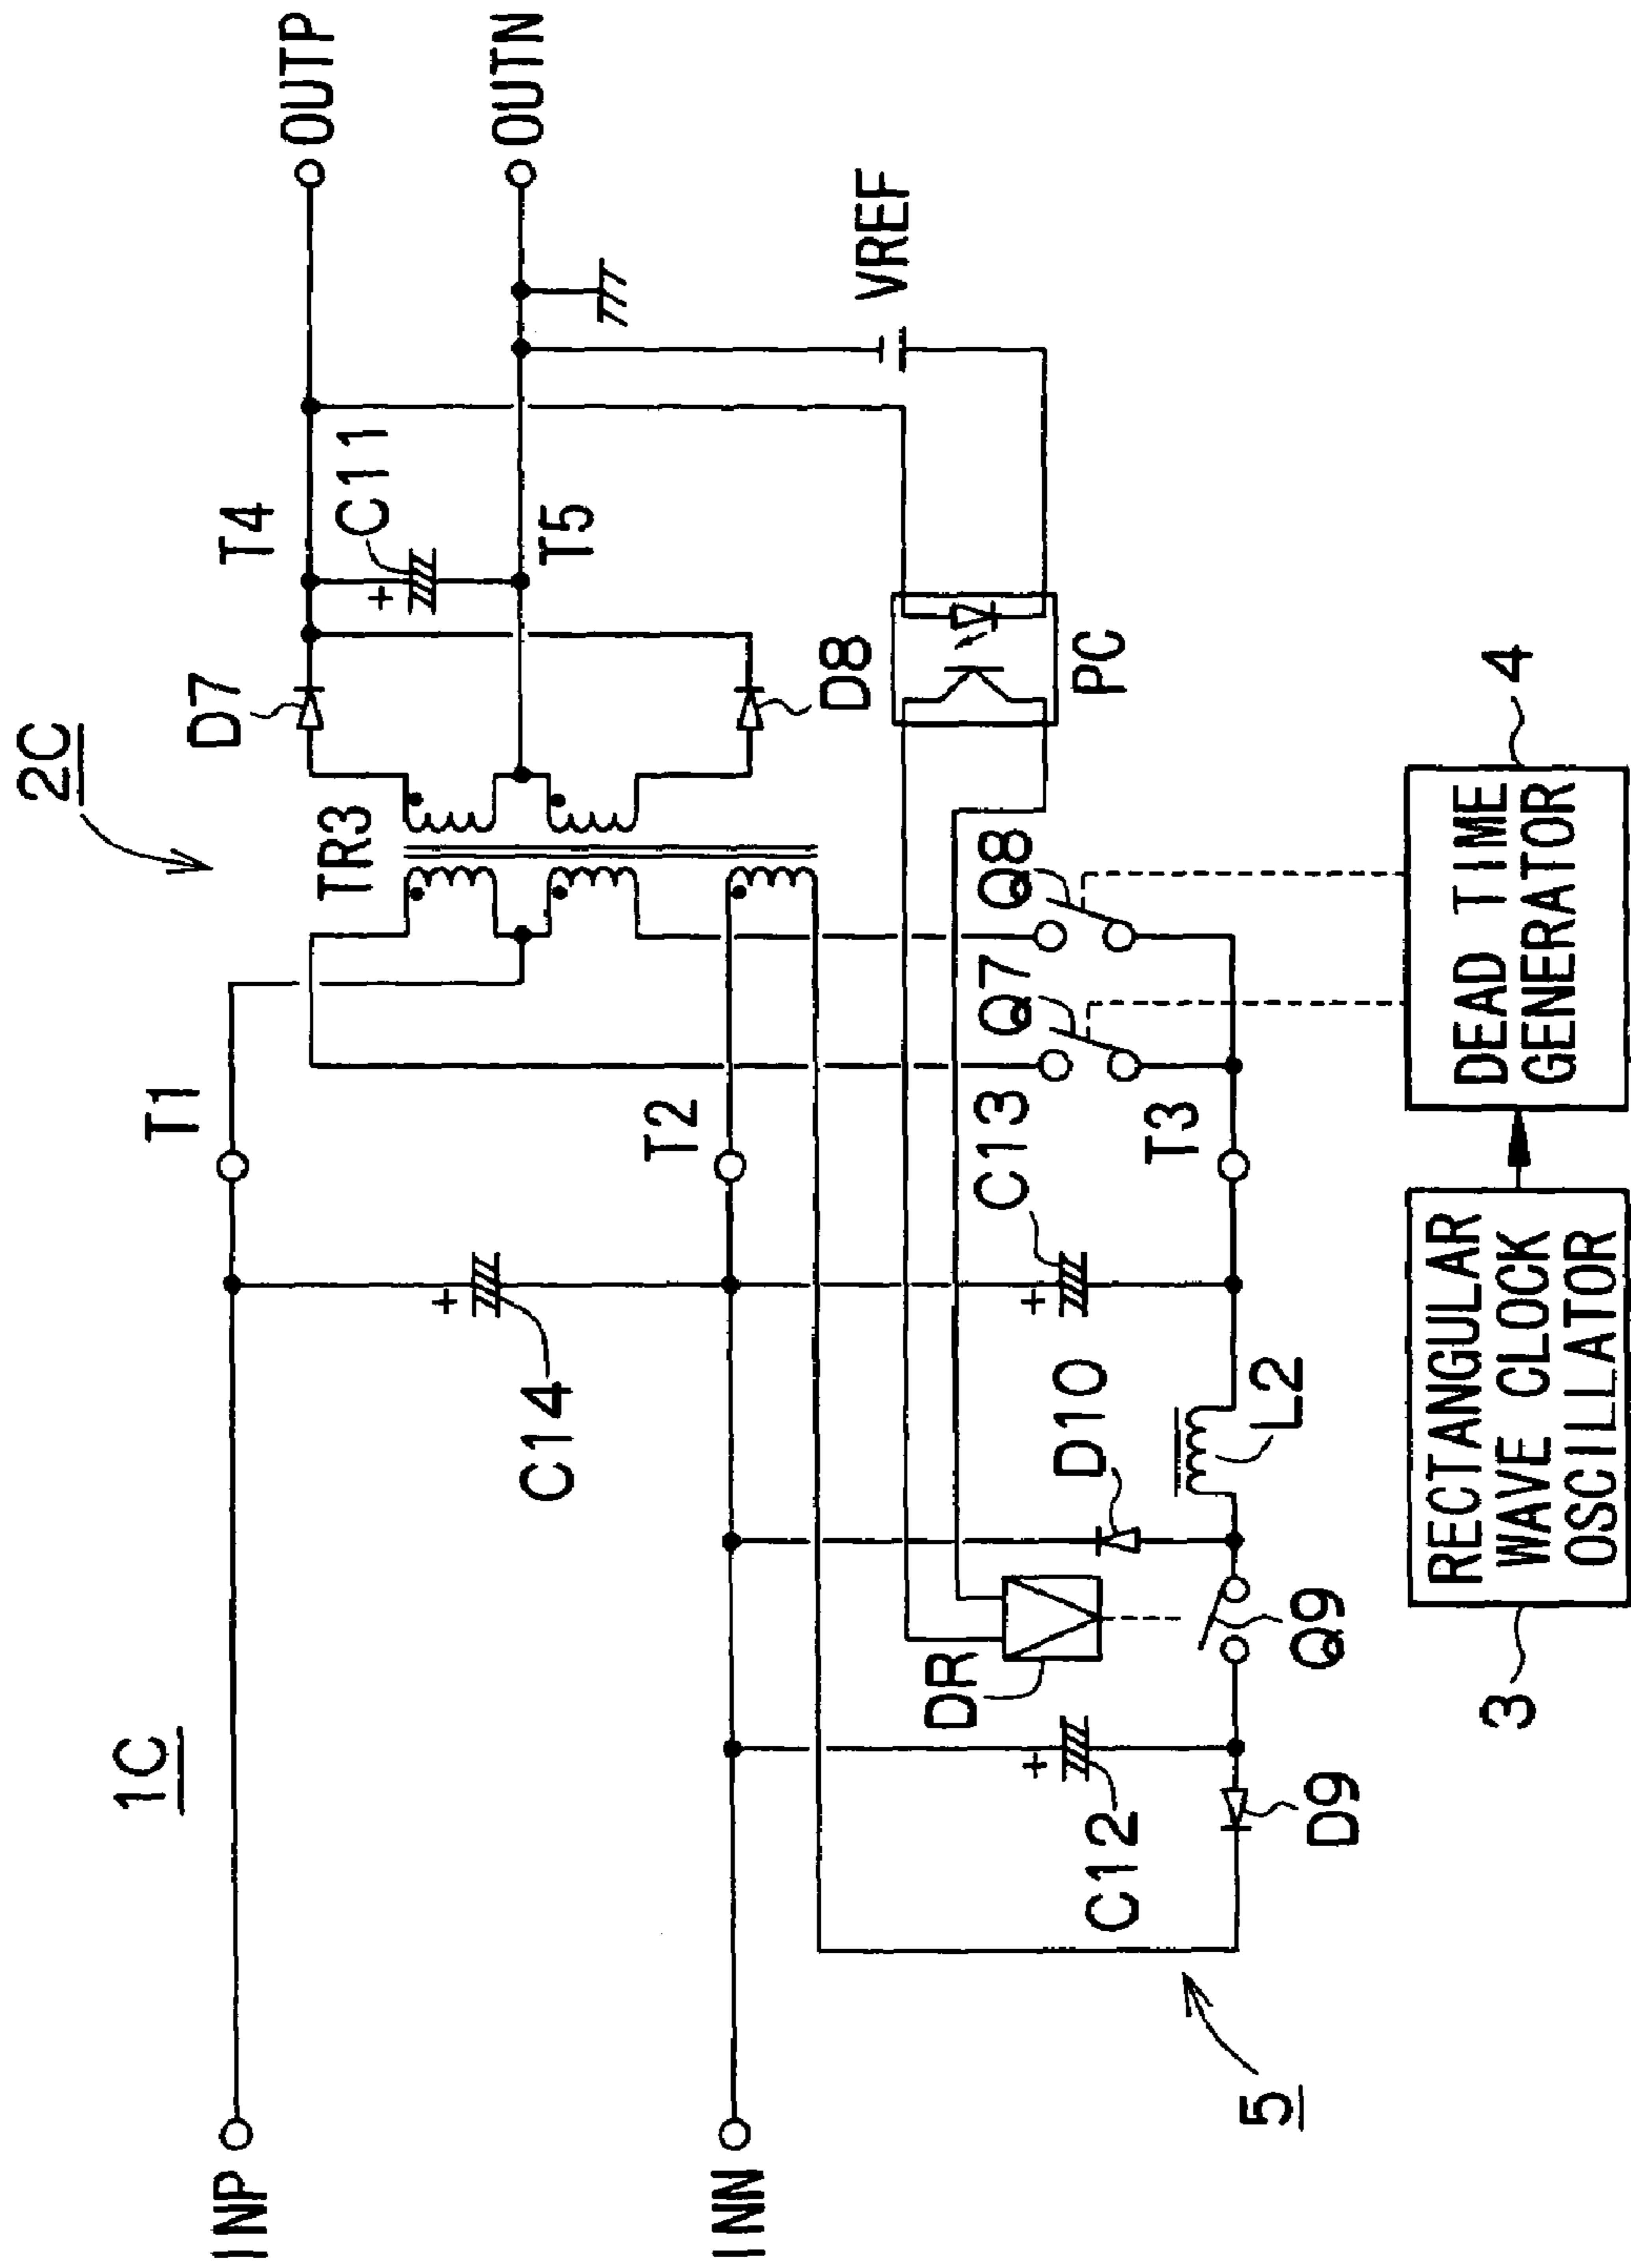 1C
2C
INP
INN
T1
T2
T3
C14
C13
C12
D10
L2
DR
Q9
D9
5
TR3
D7
D8
T4
C11
T5
OUTP
OUTN
VREF
PC
Q7
Q8
+
+
+
+
3
RECTANGULAR
WAVE CLOCK
OSCILLATOR
4
DEAD TIME
GENERATOR